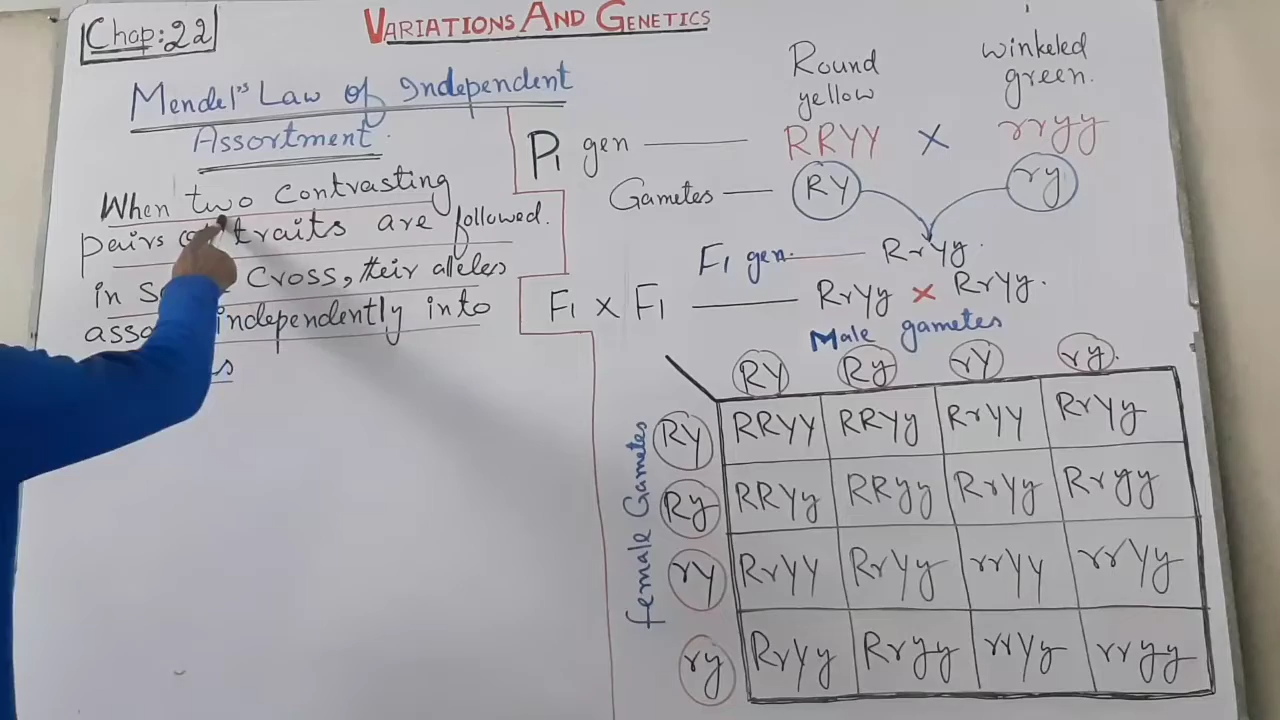 Chap:22
VARIATIONS AND GENETICS
Mendel's Law of Independent
Assortment.
When two Contrasting
pairs traits are followed.
in Cross, their alleles
independently into
P1 gen RRYY X rryy
Round
yellow
winkeled
green.
Gametes RY ry
F1 gen. RrYy.
F1 X F1 RrYy X RrYy.
Male gametes
RY Ry rY ry.
female Gametes
RY RRYY RRYy RrYY RrYy
Ry RRYy RRyy RrYy Rryy
rY RrYY RrYy rrYY rrYy
ry RrYy Rryy rrYy rryy